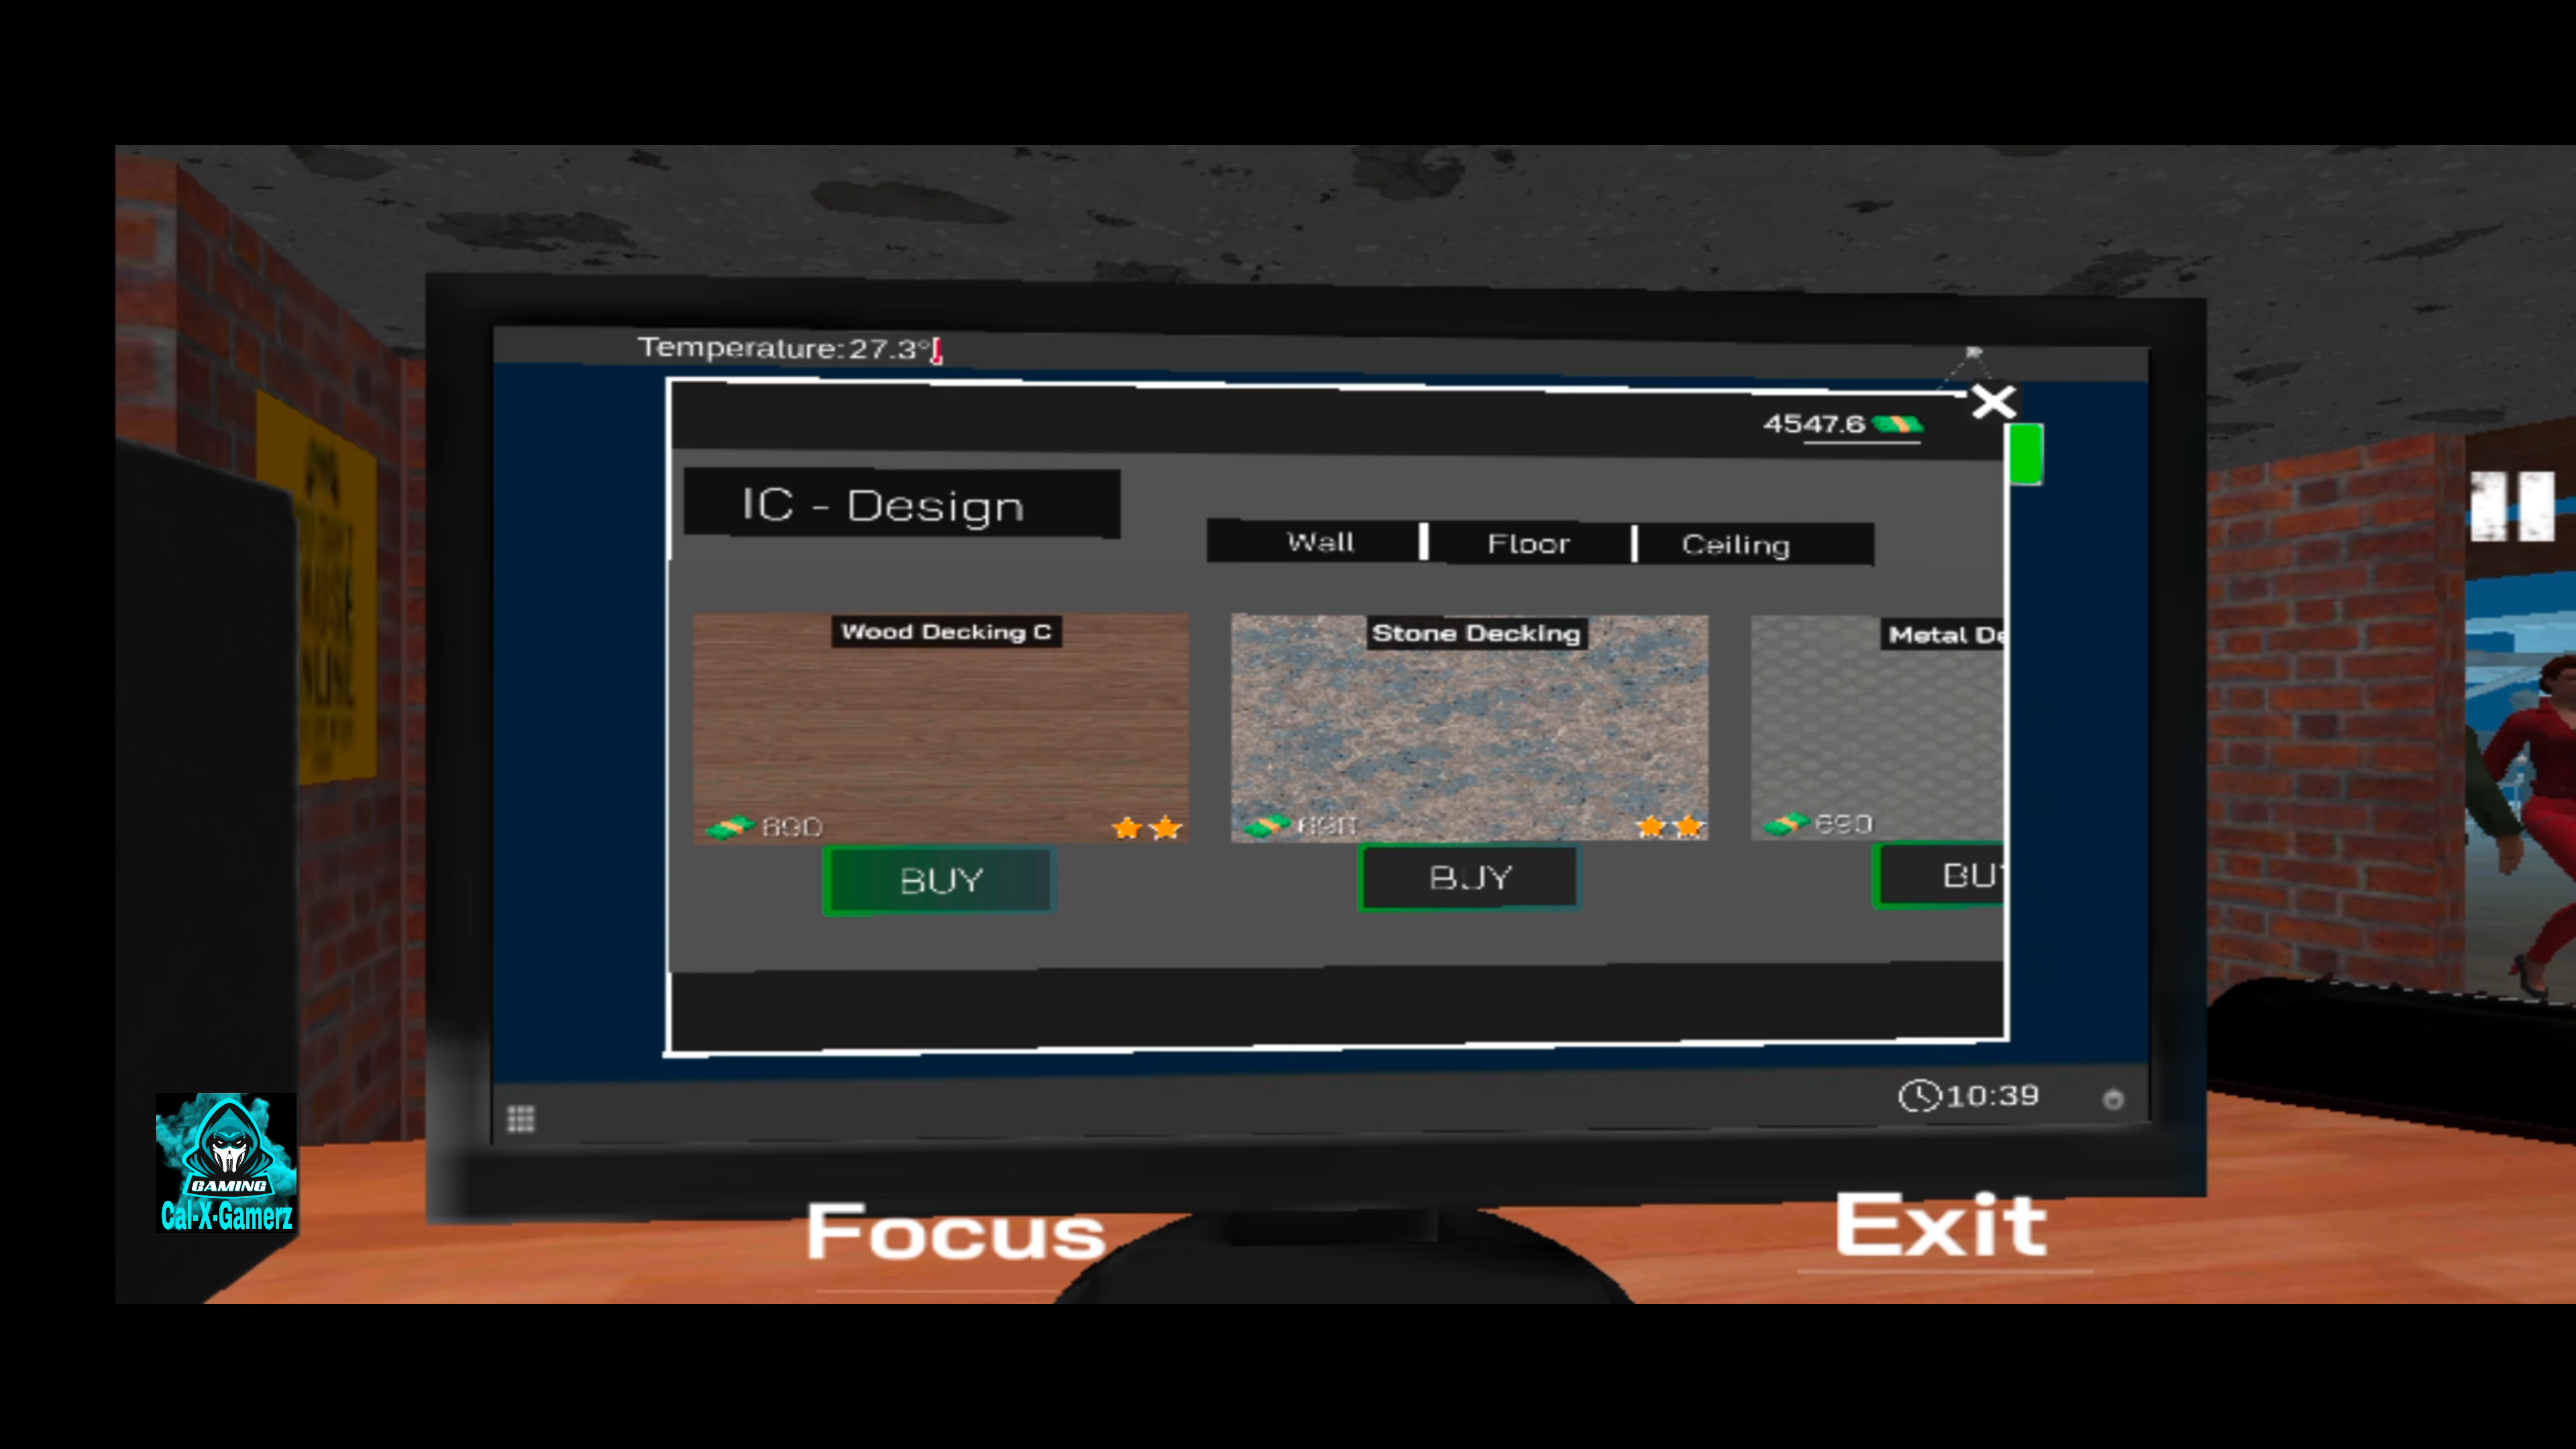 Temperature: 27.3°
4547.6
IC - Design
Wall
Floor
Ceiling
Wood Decking C
Stone Decking
Metal De
690
BUY
BUY
BU
10:39
GAMING
Cal-X-Gamerz
Focus
Exit